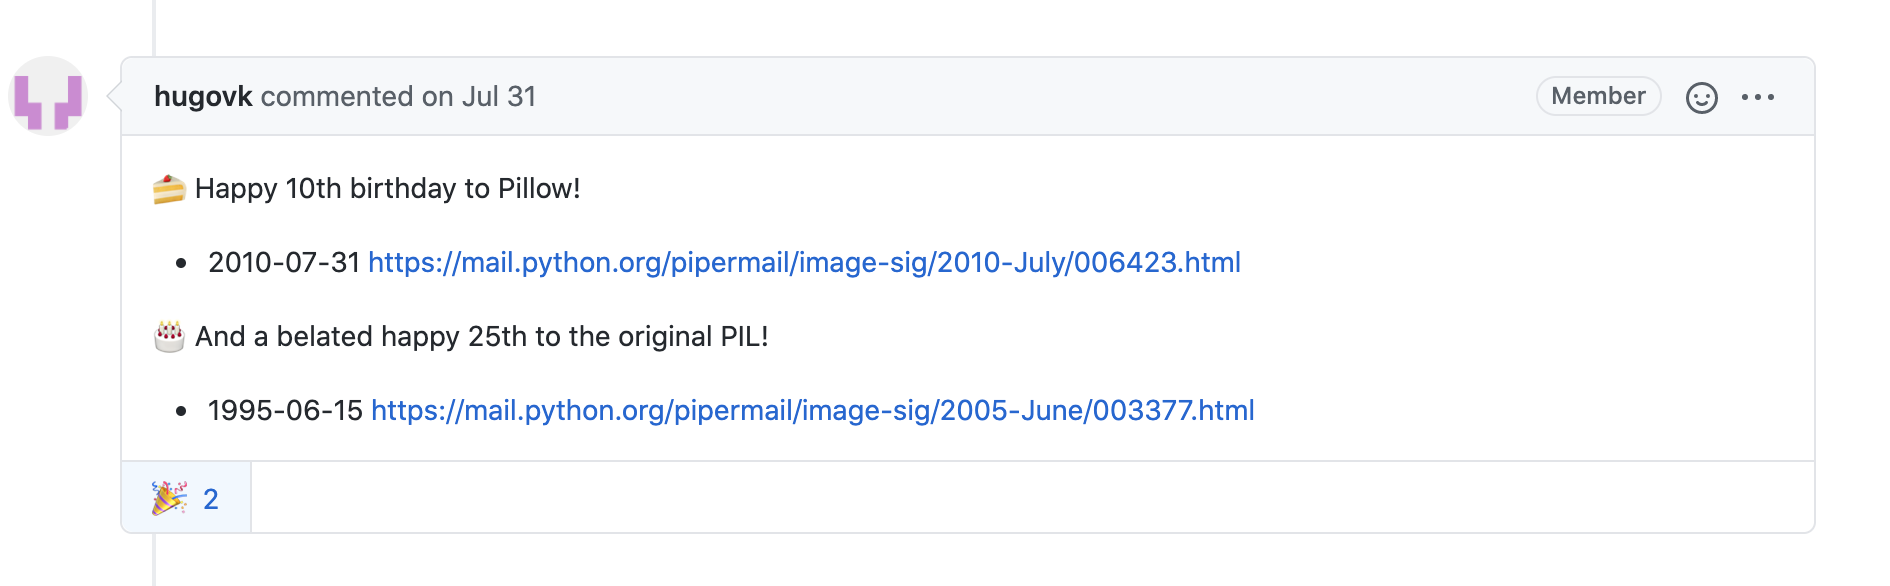 hugovk commented on Jul 31 Member
Happy 10th birthday to Pillow!
2010-07-31 https://mail.python.org/pipermail/image-sig/2010-July/006423.html
And a belated happy 25th to the original PIL!
1995-06-15 https://mail.python.org/pipermail/image-sig/2005-June/003377.html
2